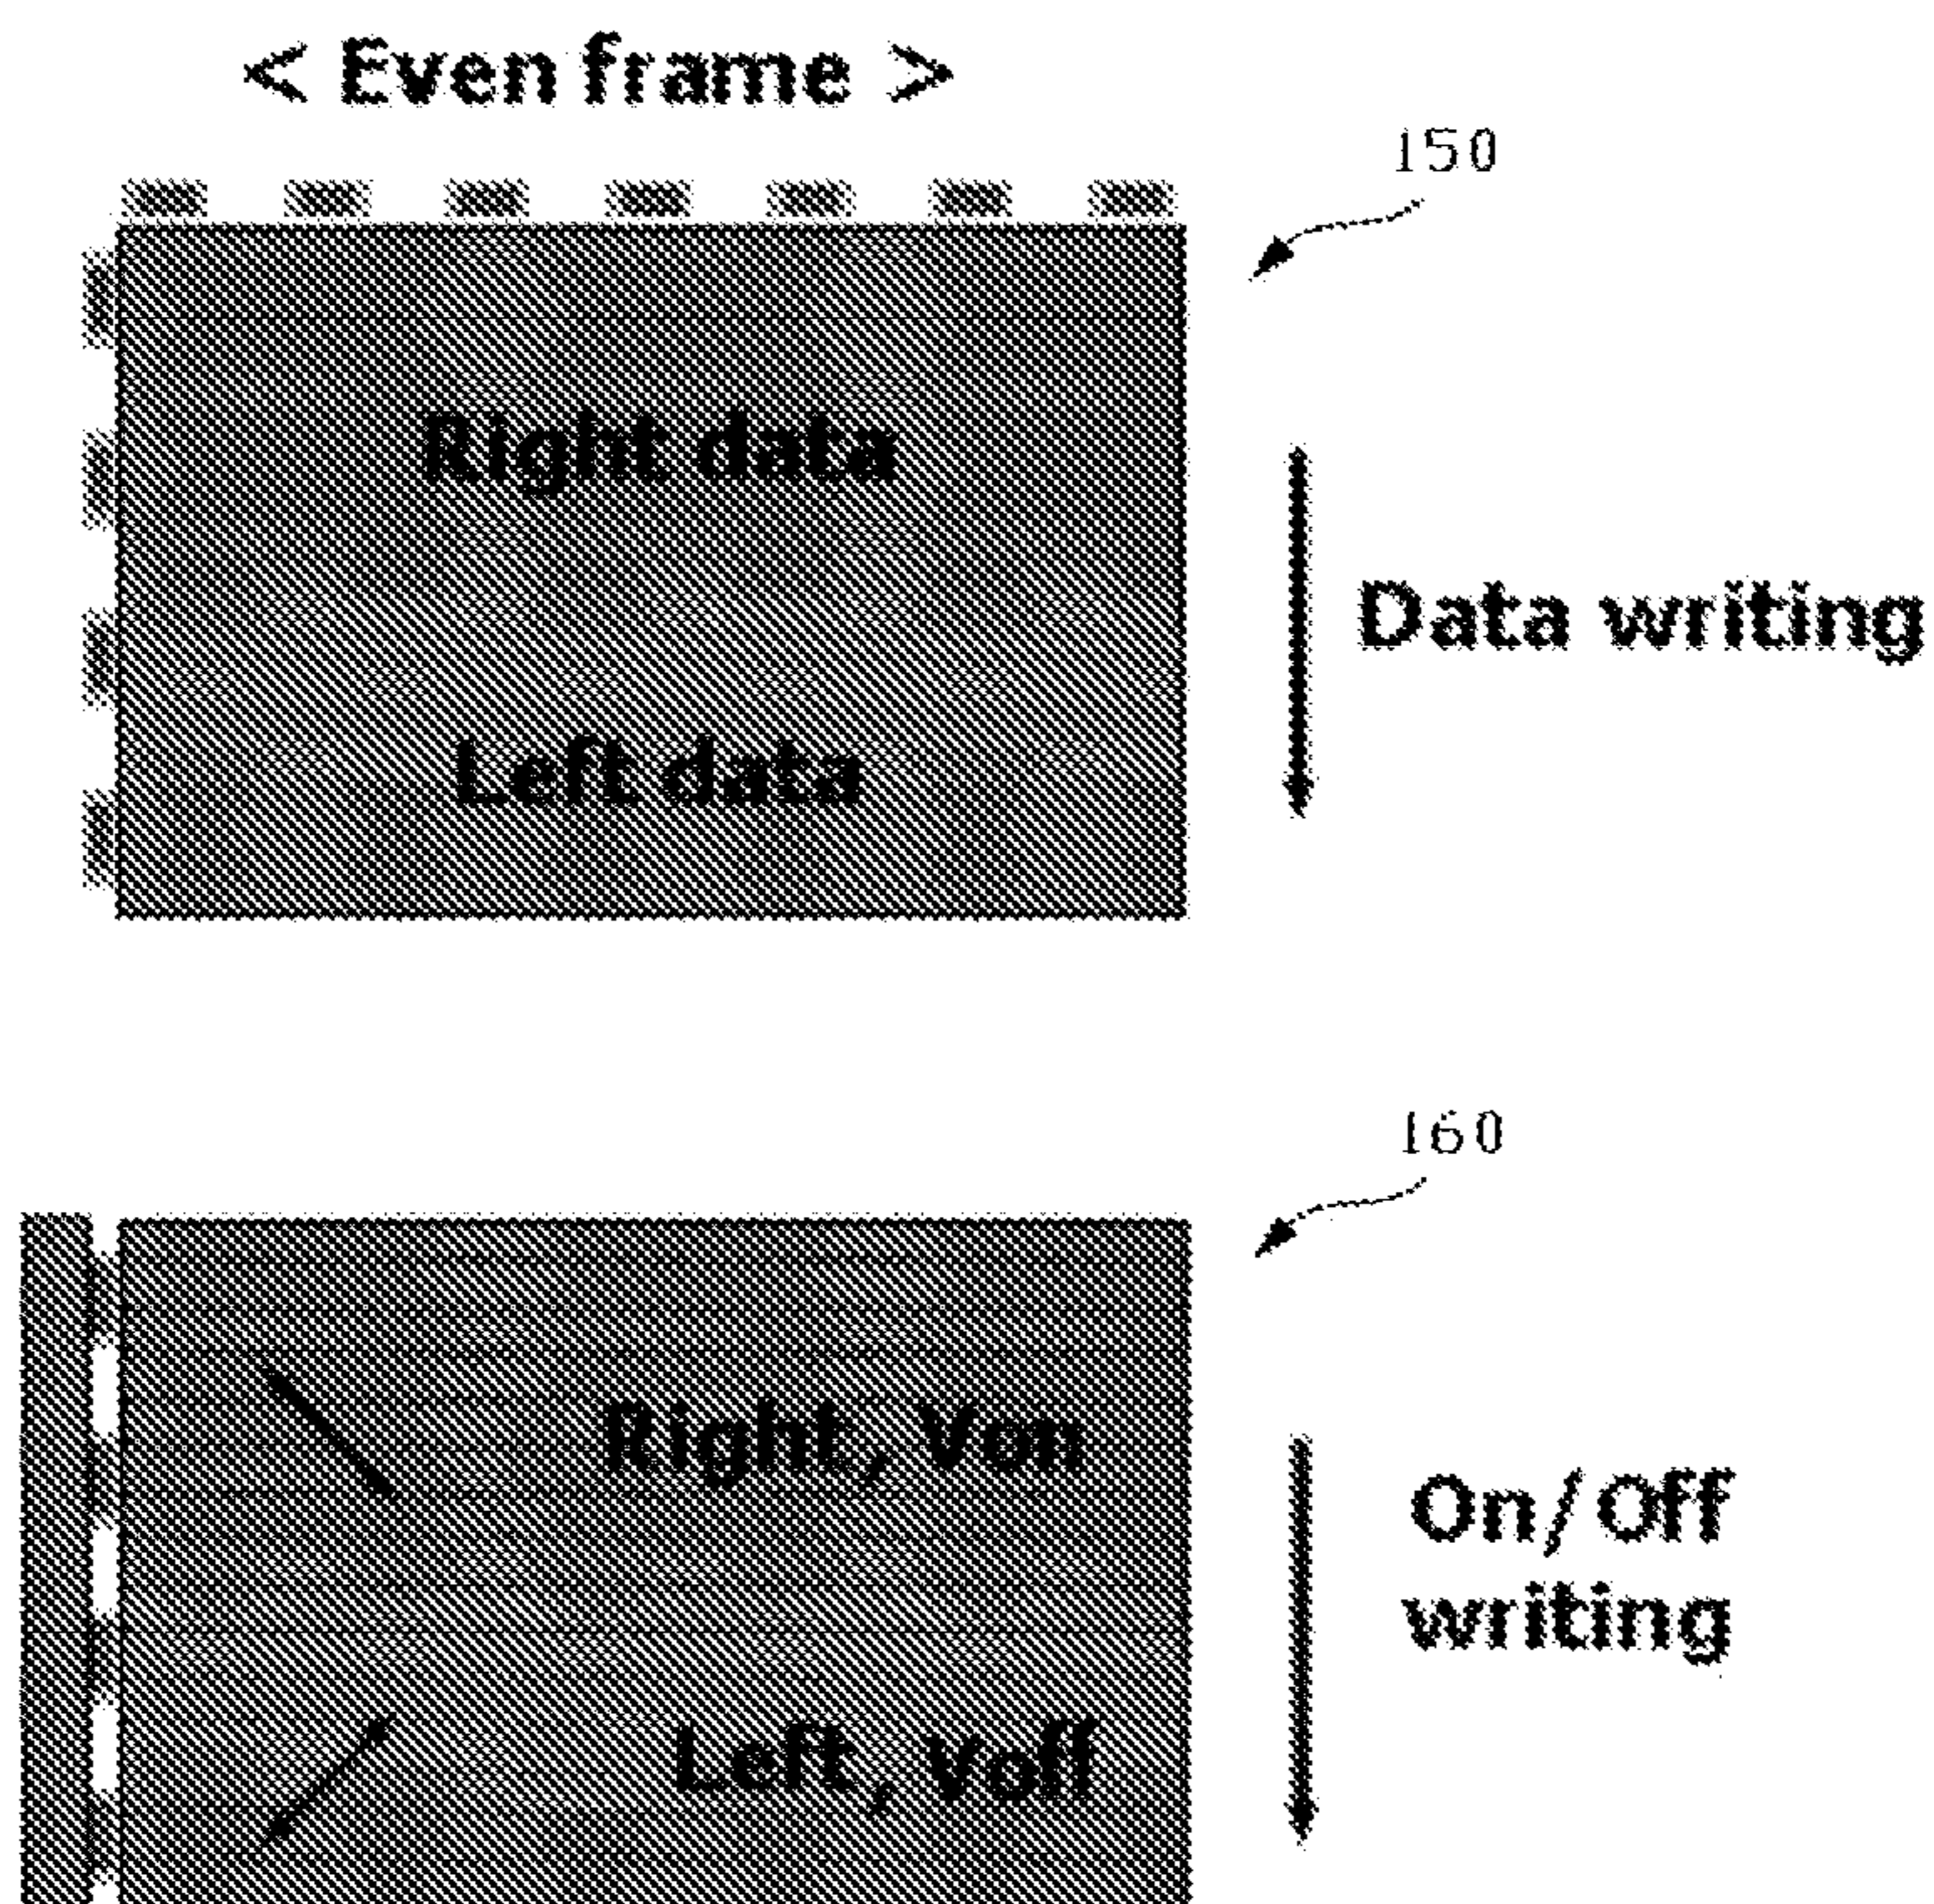 < Even frame >
150
Right data
Data writing
Left data
160
Right, Von
On/Off
writing
Left, Voff